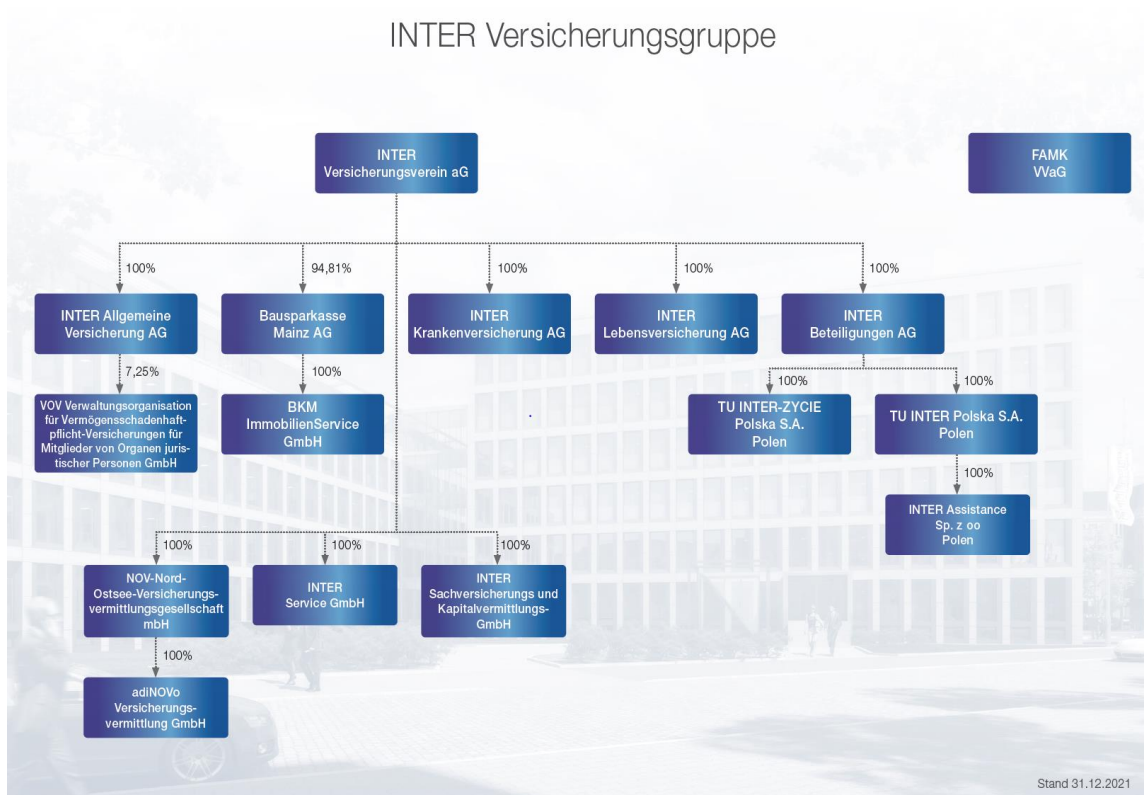 INTER Versicherungsgruppe
INTER
Versicherungsverein aG
FAMK
VVaG
100%
94,81%
100%
100%
100%
INTER Allgemeine
Versicherung AG
Bausparkasse
Mainz AG
INTER
Krankenversicherung AG
INTER
Lebensversicherung AG
INTER
Beteiligungen AG
7,25%
100%
100%
100%
VOV Verwaltungsorganisation
für Vermögensschadenhaft-
pflicht-Versicherungen für
Mitglieder von Organen juris-
tischer Personen GmbH
BKM
ImmobilienService
GmbH
TU INTER-ZYCIE
Polska S.A.
Polen
TU INTER Polska S.A.
Polen
100%
INTER Assistance
Sp. z oo
Polen
100%
100%
100%
NOV-Nord-
Ostsee-Versicherungs-
vermittlungsgesellschaft
mbH
INTER
Service GmbH
INTER
Sachversicherungs und
Kapitalvermittlungs-
GmbH
100%
adiNOVo
Versicherungs-
vermittlung GmbH
Stand 31.12.2021